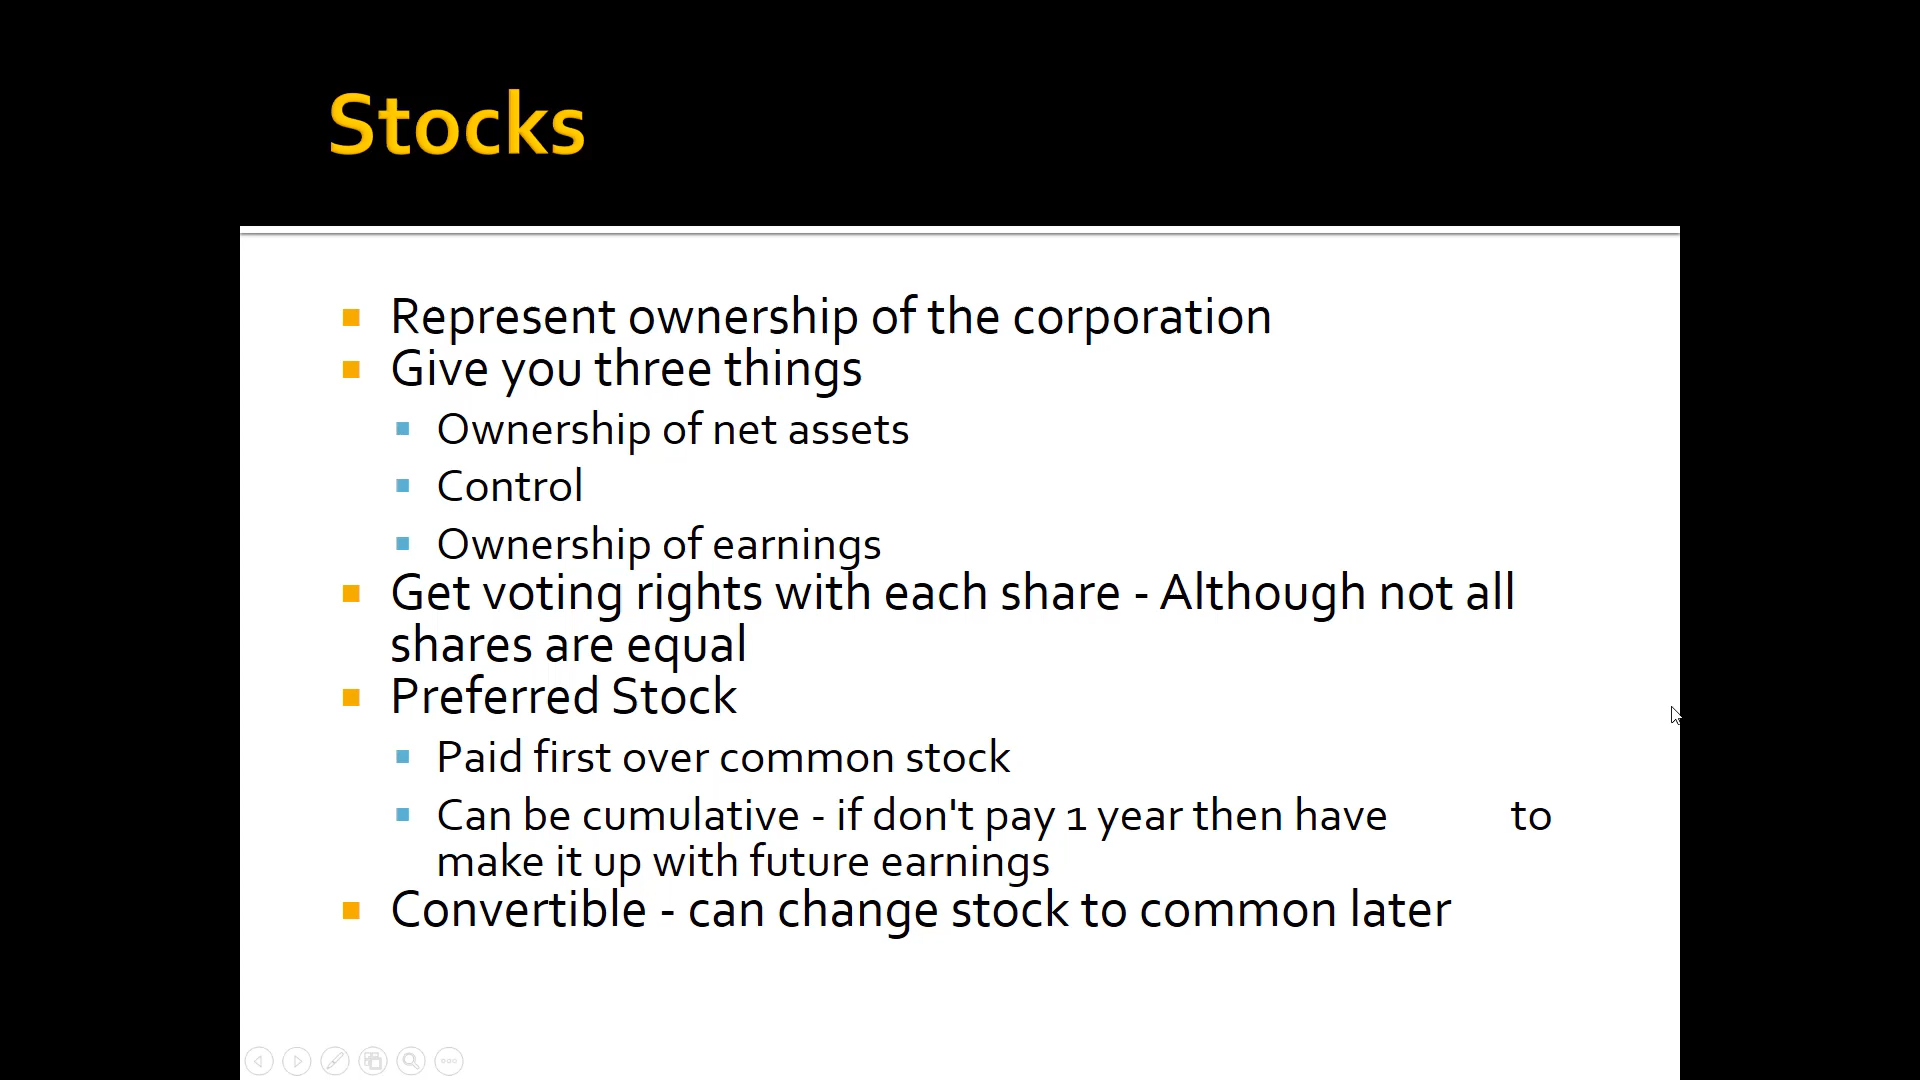 Stocks
Represent ownership of the corporation
Give you three things
Ownership of net assets
Control
Ownership of earnings
Get voting rights with each share - Although not all
shares are equal
Preferred Stock
Paid first over common stock
Can be cumulative - if don't pay 1 year then have to
make it up with future earnings
Convertible - can change stock to common later